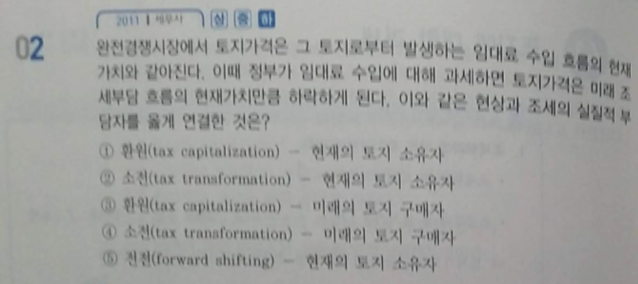 2011 세무사 상 중 하
02 완전경쟁시장에서 토지가격은 그 토지로부터 발생하는 임대료 수입 흐름의 현재
가치와 같아진다. 이때 정부가 임대료 수입에 대해 과세하면 토지가격은 미래 조
세부담 흐름의 현재가치만큼 하락하게 된다. 이와 같은 현상과 조세의 실질적 부
담자를 옳게 연결한 것은?
① 환원(tax capitalization) - 현재의 토지 소유자
② 소전(tax transformation) - 현재의 토지 소유자
③ 환원(tax capitalization) - 미래의 토지 구매자
④ 소전(tax transformation) - 미래의 토지 구매자
⑤ 전전(forward shifting) - 현재의 토지 소유자